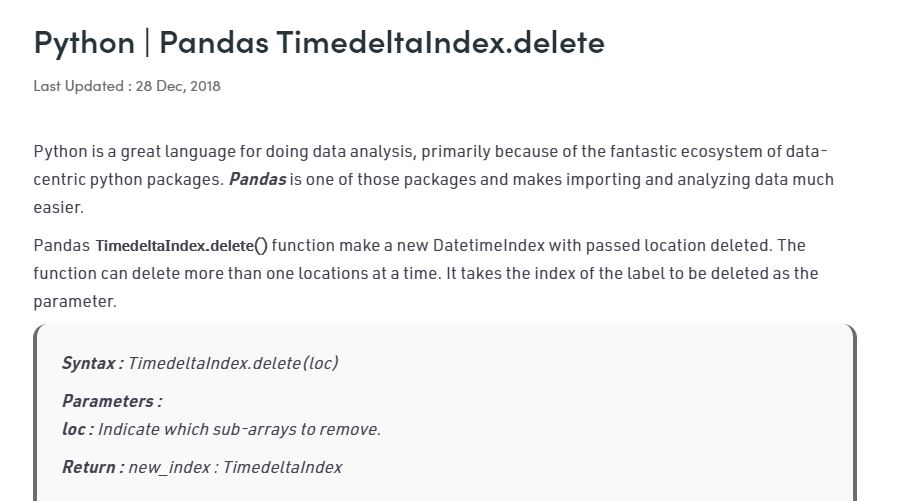 Python | Pandas TimedeltaIndex.delete
Last Updated : 28 Dec, 2018
Python is a great language for doing data analysis, primarily because of the fantastic ecosystem of data-
centric python packages. Pandas is one of those packages and makes importing and analyzing data much
easier.
Pandas TimedeltaIndex.delete() function make a new DatetimeIndex with passed location deleted. The
function can delete more than one locations at a time. It takes the index of the label to be deleted as the
parameter.
Syntax : TimedeltaIndex.delete(loc)
Parameters :
loc : Indicate which sub-arrays to remove.
Return : new_index : TimedeltaIndex